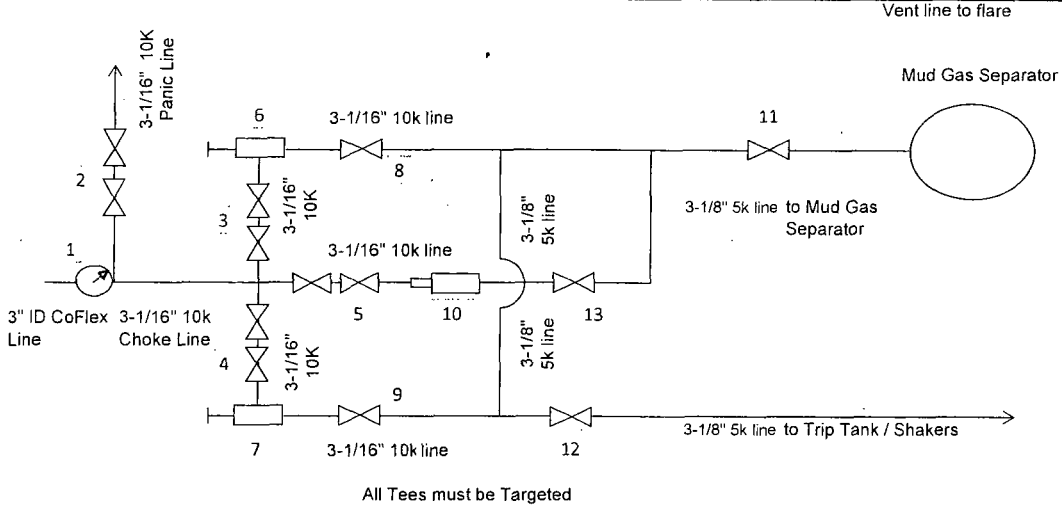 Vent line to flare
Mud Gas Separator
3-1/16" 10K
Panic Line
6
3-1/16" 10k line
11
2
8
3
3-1/16"
10K
3-1/8"
5k line
3-1/8" 5k line to Mud Gas
Separator
1
3-1/16" 10k line
3" ID CoFlex
Line
3-1/16" 10k
Choke Line
5
10
13
4
3-1/16"
10K
3-1/8"
5k line
9
7
3-1/16" 10k line
12
3-1/8" 5k line to Trip Tank / Shakers
All Tees must be Targeted